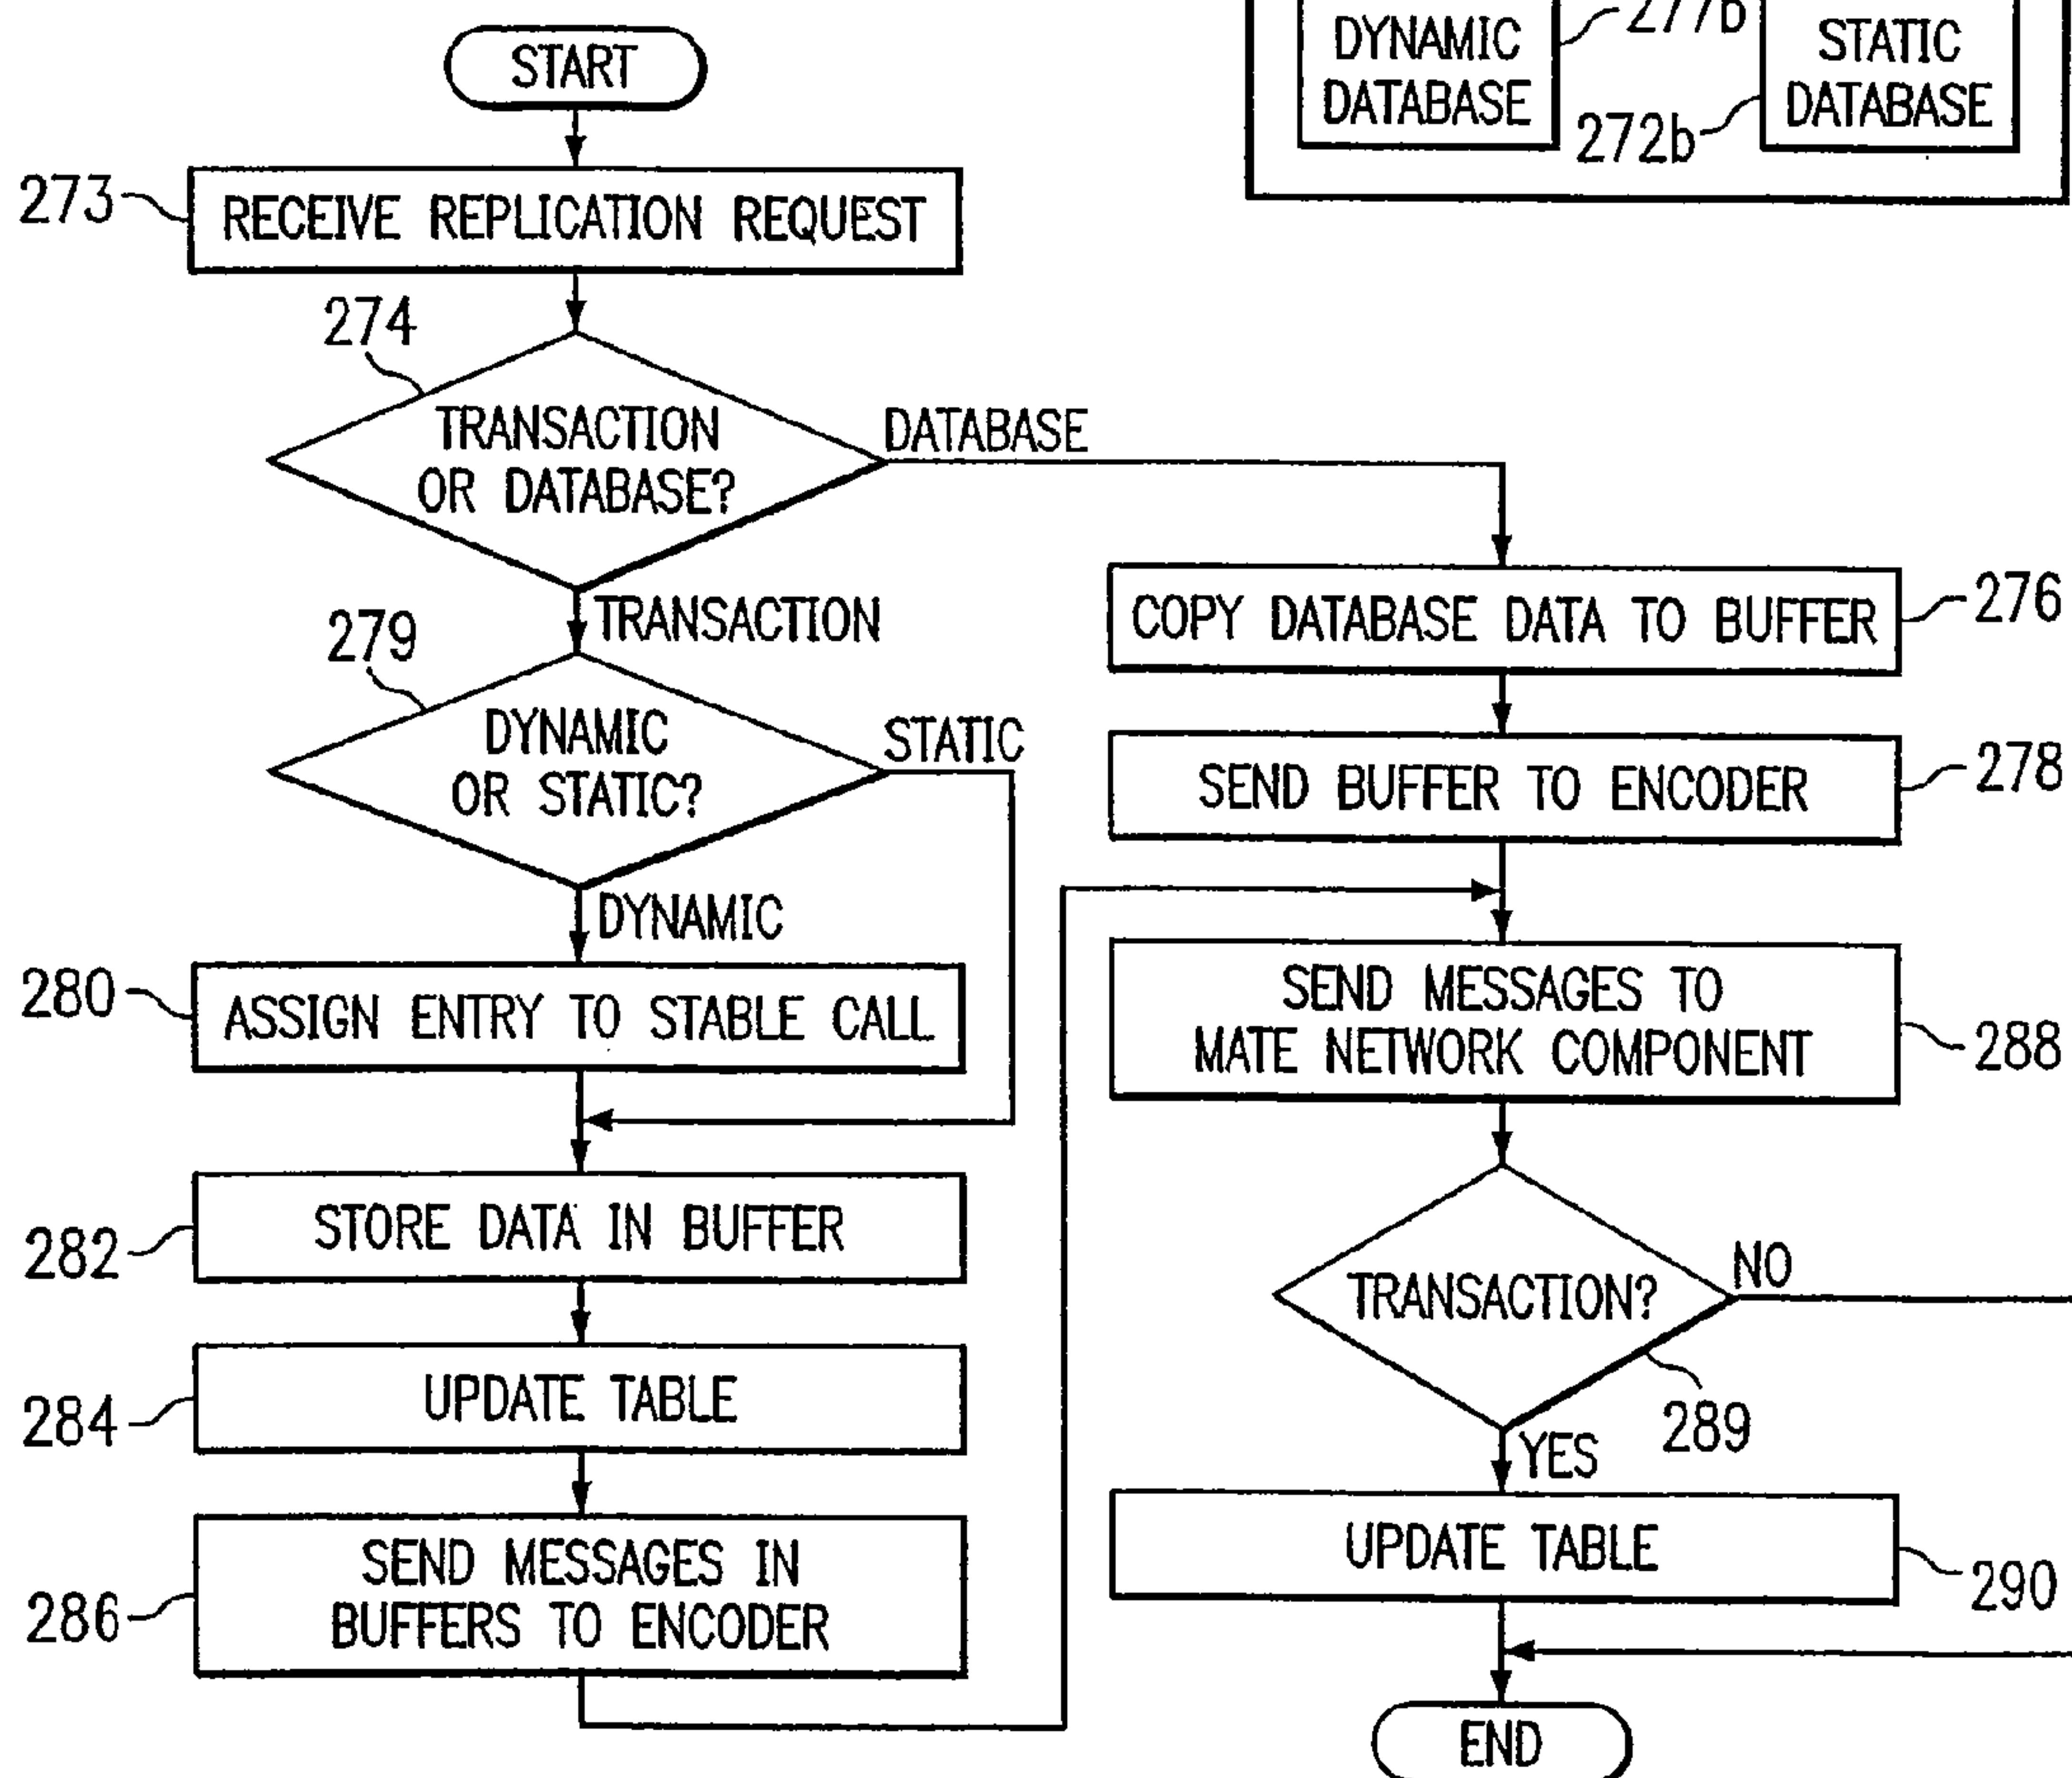 START
273
RECEIVE REPLICATION REQUEST
274
TRANSACTION
OR DATABASE?
DATABASE
TRANSACTION
279
DYNAMIC
OR STATIC?
STATIC
DYNAMIC
280
ASSIGN ENTRY TO STABLE CALL
282
STORE DATA IN BUFFER
284
UPDATE TABLE
286
SEND MESSAGES IN
BUFFERS TO ENCODER
277b
DYNAMIC
DATABASE
272b
STATIC
DATABASE
COPY DATABASE DATA TO BUFFER
276
SEND BUFFER TO ENCODER
278
SEND MESSAGES TO
MATE NETWORK COMPONENT
288
TRANSACTION?
NO
289
YES
UPDATE TABLE
290
END